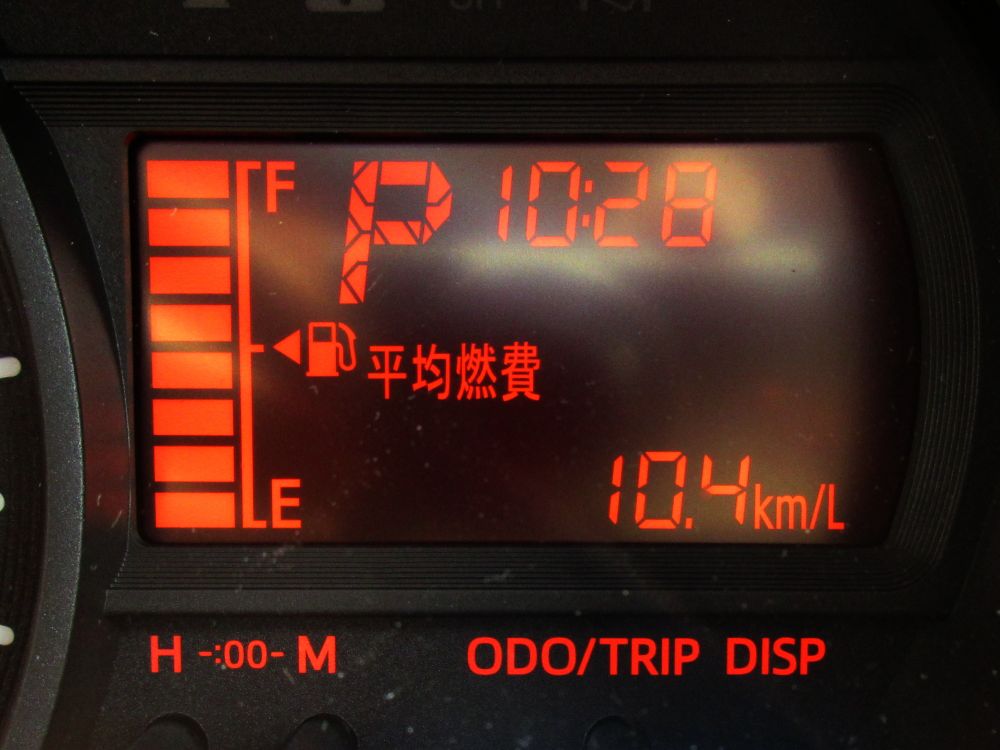 F P 10:28
平均燃費
E 10.4km/L
H -:00- M ODO/TRIP DISP